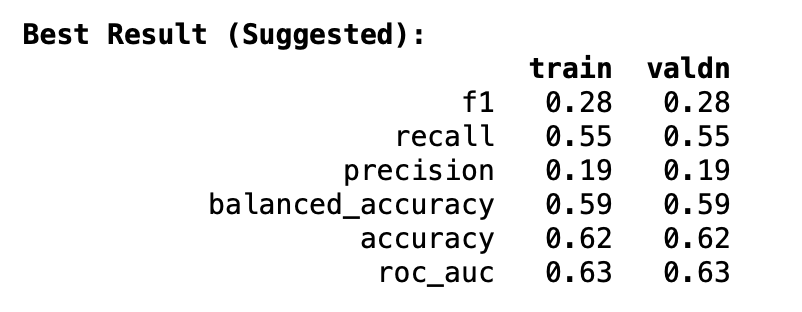 Best Result (Suggested):
train valdn
f1 0.28 0.28
recall 0.55 0.55
precision 0.19 0.19
balanced_accuracy 0.59 0.59
accuracy 0.62 0.62
roc_auc 0.63 0.63